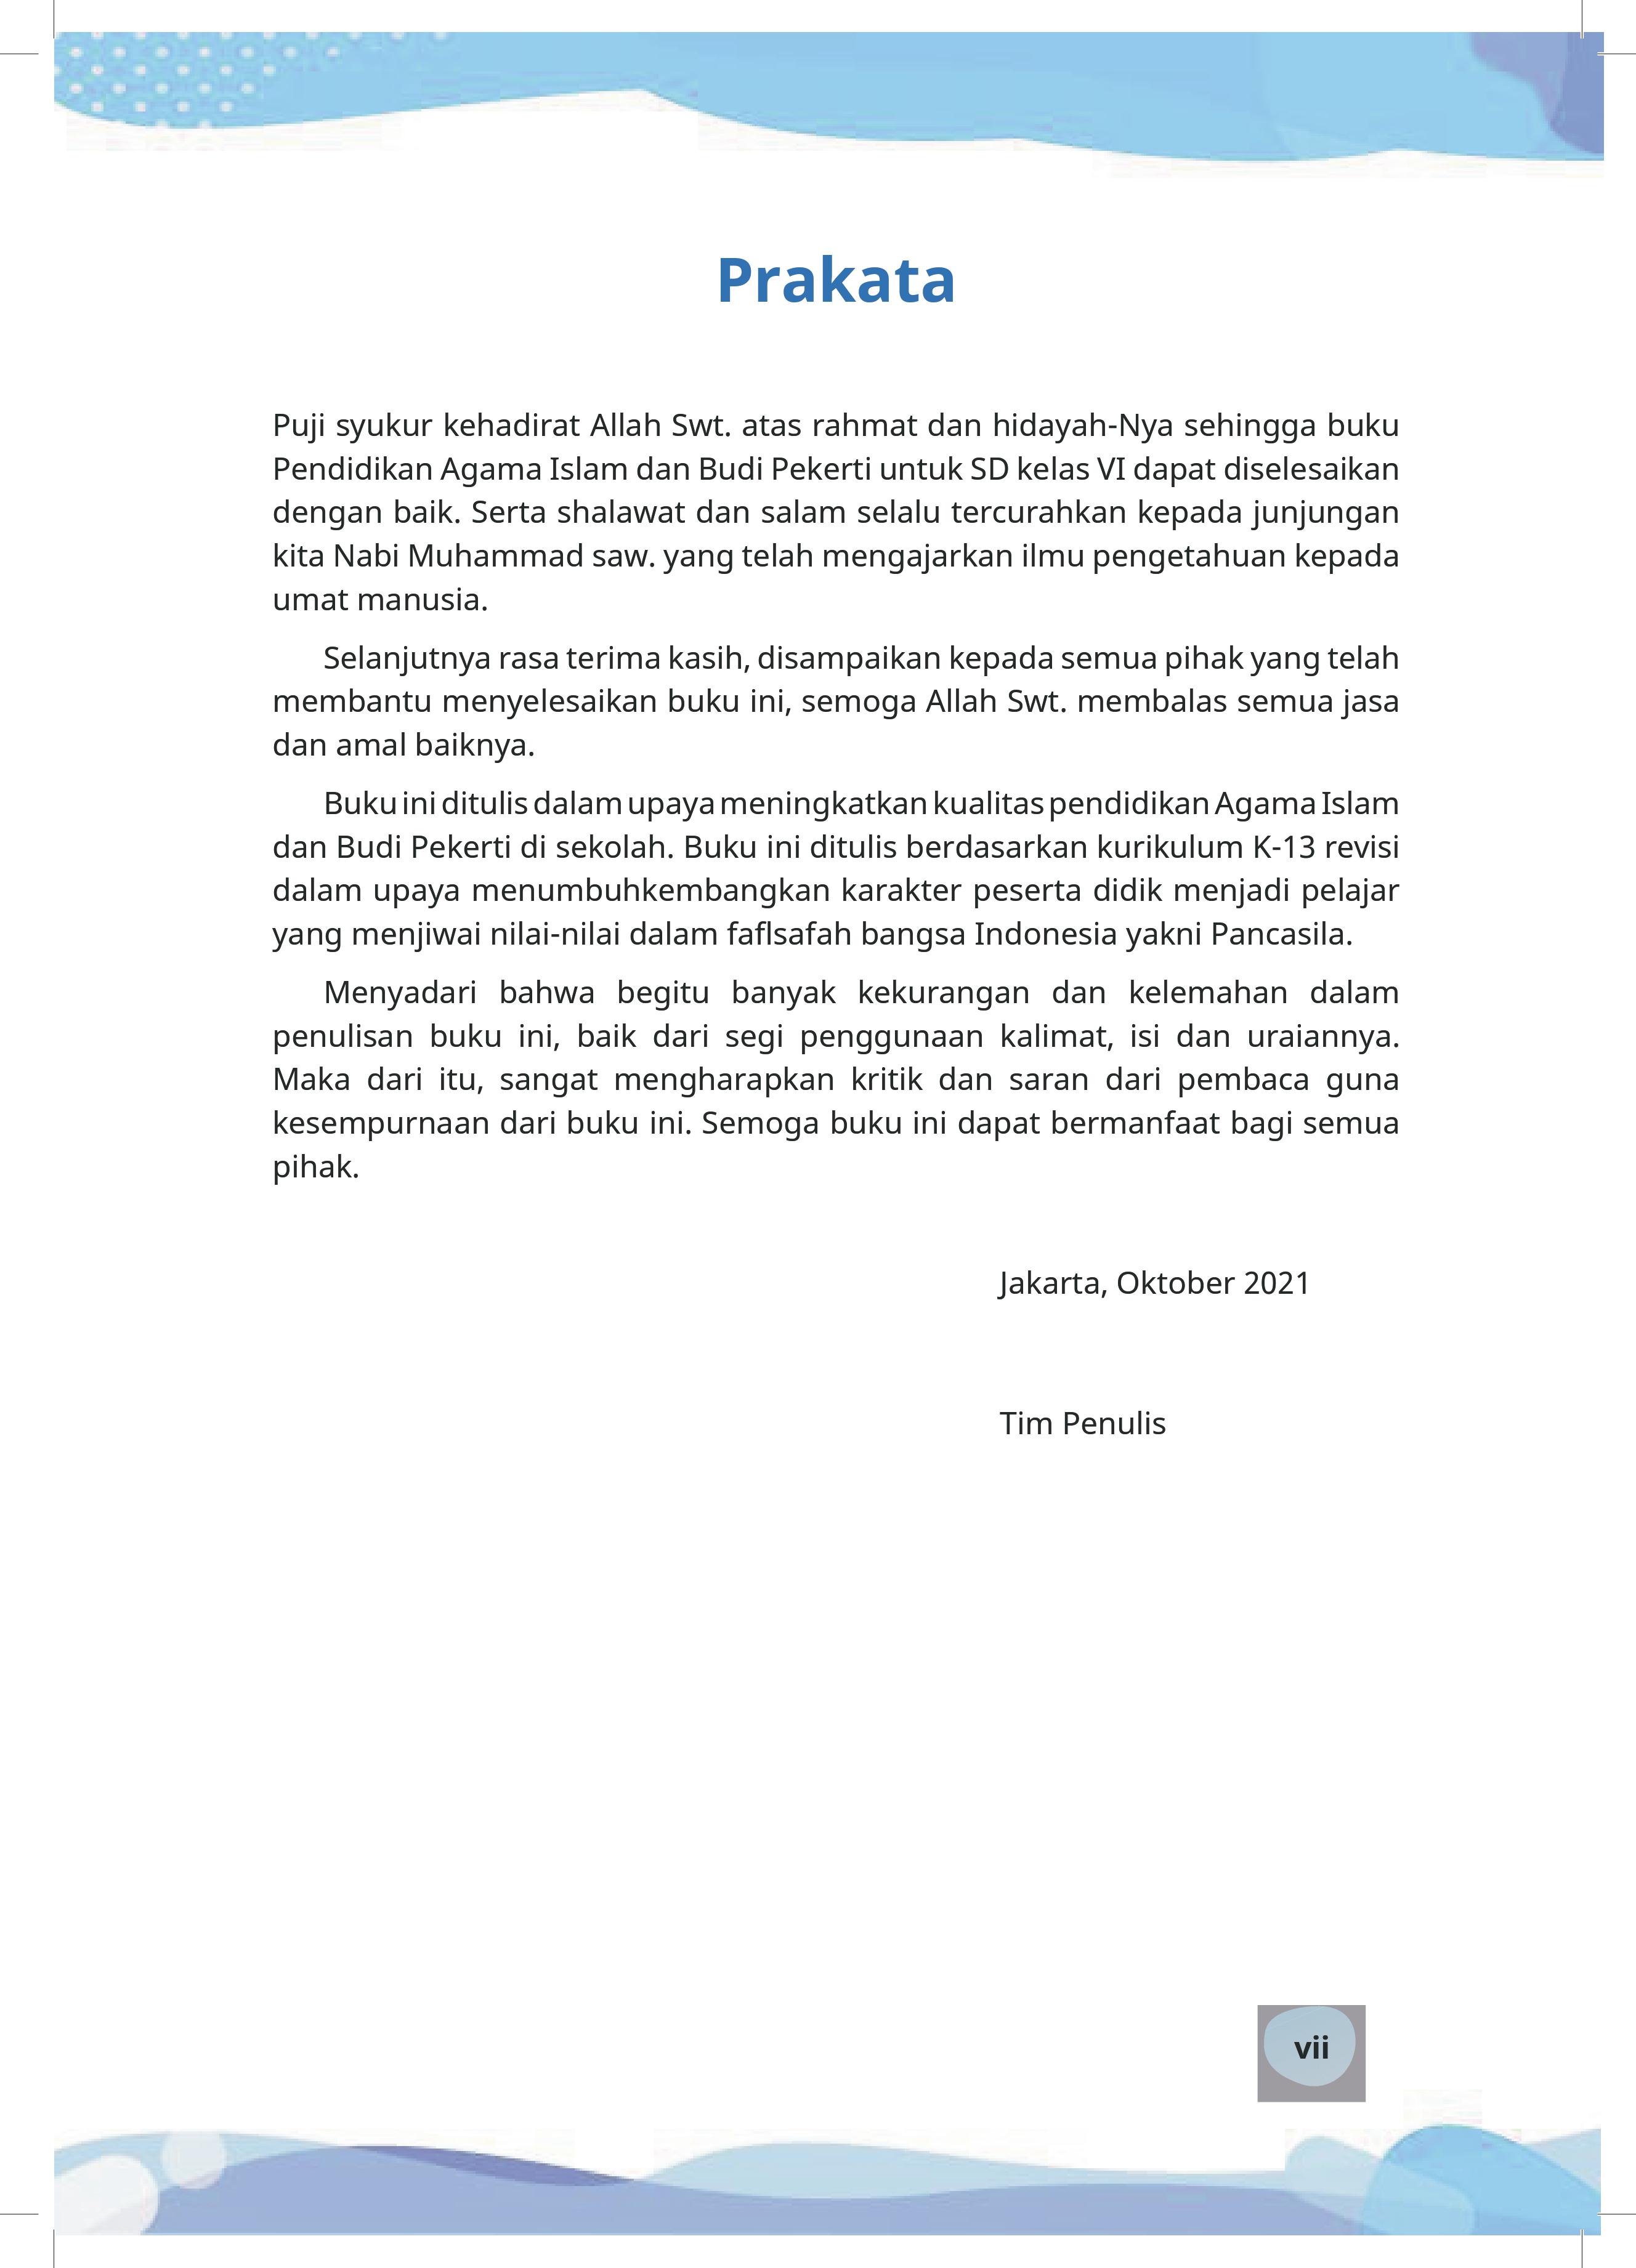 Prakata
Puji syukur kehadirat Allah Swt. atas rahmat dan hidayah-Nya sehingga buku
Pendidikan Agama Islam dan Budi Pekerti untuk SD kelas VI dapat diselesaikan
dengan baik. Serta shalawat dan salam selalu tercurahkan kepada junjungan
kita Nabi Muhammad saw. yang telah mengajarkan ilmu pengetahuan kepada
umat manusia.
Selanjutnya rasa terima kasih, disampaikan kepada semua pihak yang telah
membantu menyelesaikan buku ini, semoga Allah Swt. membalas semua jasa
dan amal baiknya.
Buku ini ditulis dalam upaya meningkatkan kualitas pendidikan Agama Islam
dan Budi Pekerti di sekolah. Buku ini ditulis berdasarkan kurikulum K-13 revisi
dalam upaya menumbuhkembangkan karakter peserta didik menjadi pelajar
yang menjiwai nilai-nilai dalam faflsafah bangsa Indonesia yakni Pancasila.
Menyadari bahwa begitu banyak kekurangan dan kelemahan dalam
penulisan buku ini, baik dari segi penggunaan kalimat, isi dan uraiannya.
Maka dari itu, sangat mengharapkan kritik dan saran dari pembaca guna
kesempurnaan dari buku ini. Semoga buku ini dapat bermanfaat bagi semua
pihak.
Jakarta, Oktober 2021
Tim Penulis
vii